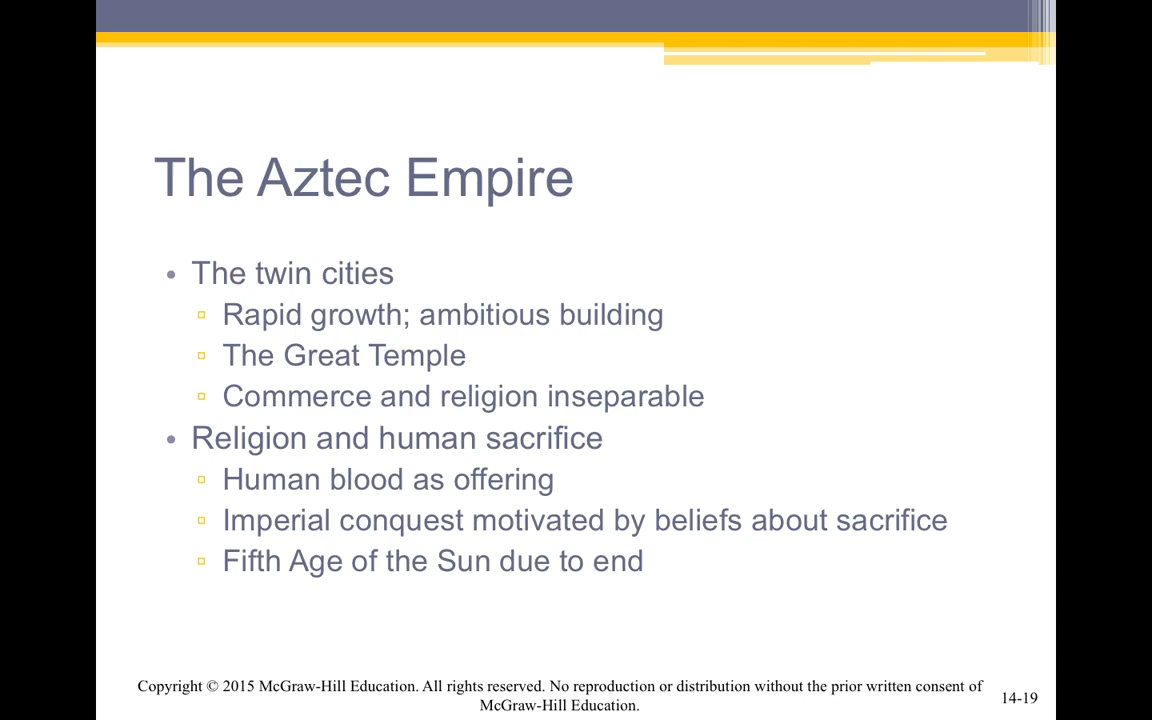 The Aztec Empire
• The twin cities
▫ Rapid growth; ambitious building
▫ The Great Temple
▫ Commerce and religion inseparable
• Religion and human sacrifice
▫ Human blood as offering
▫ Imperial conquest motivated by beliefs about sacrifice
▫ Fifth Age of the Sun due to end
Copyright © 2015 McGraw-Hill Education. All rights reserved. No reproduction or distribution without the prior written consent of
McGraw-Hill Education.
14-19